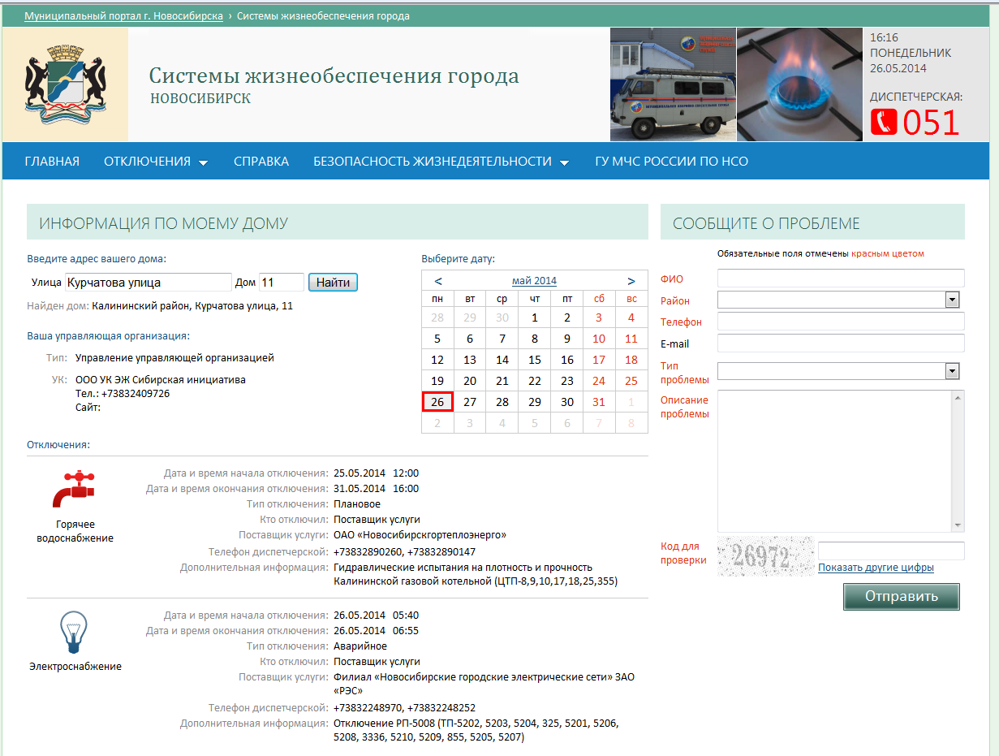 Муниципальный портал г. Новосибирска › Системы жизнеобеспечения города
Системы жизнеобеспечения города
НОВОСИБИРСК
16:16
ПОНЕДЕЛЬНИК
26.05.2014
ДИСПЕТЧЕРСКАЯ:
051
ГЛАВНАЯ ОТКЛЮЧЕНИЯ СПРАВКА БЕЗОПАСНОСТЬ ЖИЗНЕДЕЯТЕЛЬНОСТИ ГУ МЧС РОССИИ ПО НСО
ИНФОРМАЦИЯ ПО МОЕМУ ДОМУ
Введите адрес вашего дома:
Улица Курчатова улица Дом 11 Найти
Найден дом: Калининский район, Курчатова улица, 11
Ваша управляющая организация:
Тип: Управление управляющей организацией
УК: ООО УК ЭЖ Сибирская инициатива
Тел.: +73832409726
Сайт:
Выберите дату:
< май 2014 >
пн вт ср чт пт сб вс
28 29 30 1 2 3 4
5 6 7 8 9 10 11
12 13 14 15 16 17 18
19 20 21 22 23 24 25
26 27 28 29 30 31 1
2 3 4 5 6 7 8
Отключения:
Горячее
водоснабжение
Дата и время начала отключения: 25.05.2014 12:00
Дата и время окончания отключения: 31.05.2014 16:00
Тип отключения: Плановое
Кто отключил: Поставщик услуги
Поставщик услуги: ОАО «Новосибирскгортеплоэнерго»
Телефон диспетчерской: +73832890260, +73832890147
Дополнительная информация: Гидравлические испытания на плотность и прочность
Калининской газовой котельной (ЦТП-8,9,10,17,18,25,355)
Электроснабжение
Дата и время начала отключения: 26.05.2014 05:40
Дата и время окончания отключения: 26.05.2014 06:55
Тип отключения: Аварийное
Кто отключил: Поставщик услуги
Поставщик услуги: Филиал «Новосибирские городские электрические сети» ЗАО
«РЭС»
Телефон диспетчерской: +73832248970, +73832248252
Дополнительная информация: Отключение РП-5008 (ТП-5202, 5203, 5204, 325, 5201, 5206,
5208, 3336, 5210, 5209, 855, 5205, 5207)
СООБЩИТЕ О ПРОБЛЕМЕ
Обязательные поля отмечены красным цветом
ФИО
Район
Телефон
E-mail
Тип
проблемы
Описание
проблемы
Код для
проверки
26972
Показать другие цифры
Отправить